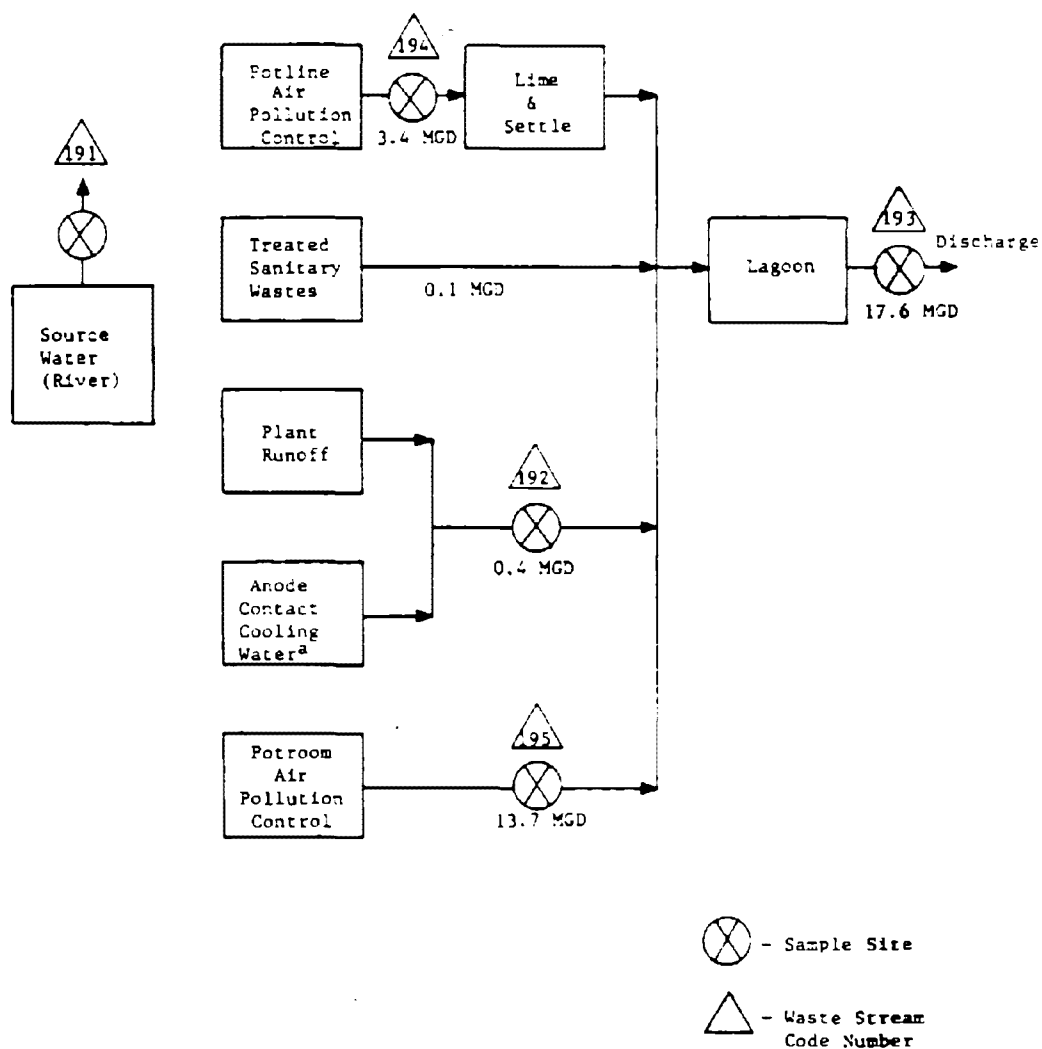 194
Potline
Air
Pollution
Control
3.4 MGD
Lime
&
Settle
191
Source
Water
(River)
Treated
Sanitary
Wastes
0.1 MGD
Lagoon
193
Discharge
17.6 MGD
Plant
Runoff
192
0.4 MGD
Anode
Contact
Cooling
Waterᵃ
195
13.7 MGD
Potroom
Air
Pollution
Control
- Sample Site
- Waste Stream
Code Number